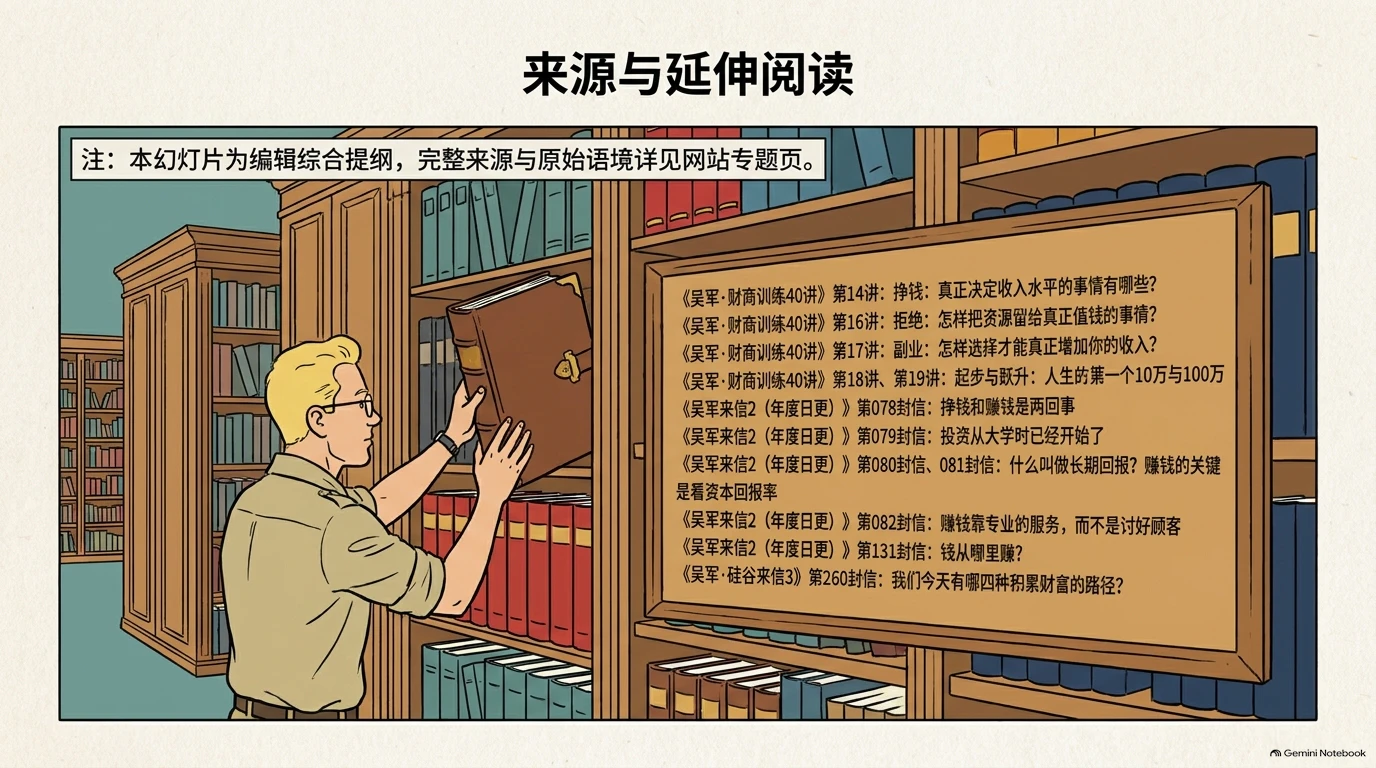 来源与延伸阅读
注：本幻灯片为编辑综合提纲，完整来源与原始语境详见网站专题页。
《吴军·财商训练40讲》第14讲：挣钱：真正决定收入水平的事情有哪些？
《吴军·财商训练40讲》第16讲：拒绝：怎样把资源留给真正值钱的事情？
《吴军·财商训练40讲》第17讲：副业：怎样选择才能真正增加你的收入？
《吴军·财商训练40讲》第18讲、第19讲：起步与跃升：人生的第一个10万与100万
《吴军来信2（年度日更）》第078封信：挣钱和赚钱是两回事
《吴军来信2（年度日更）》第079封信：投资从大学时已经开始了
《吴军来信2（年度日更）》第080封信、081封信：什么叫做长期回报？赚钱的关键
是看资本回报率
《吴军来信2（年度日更）》第082封信：赚钱靠专业的服务，而不是讨好顾客
《吴军来信2（年度日更）》第131封信：钱从哪里赚？
《吴军·硅谷来信3》第260封信：我们今天有哪四种积累财富的路径？
Gemini Notebook